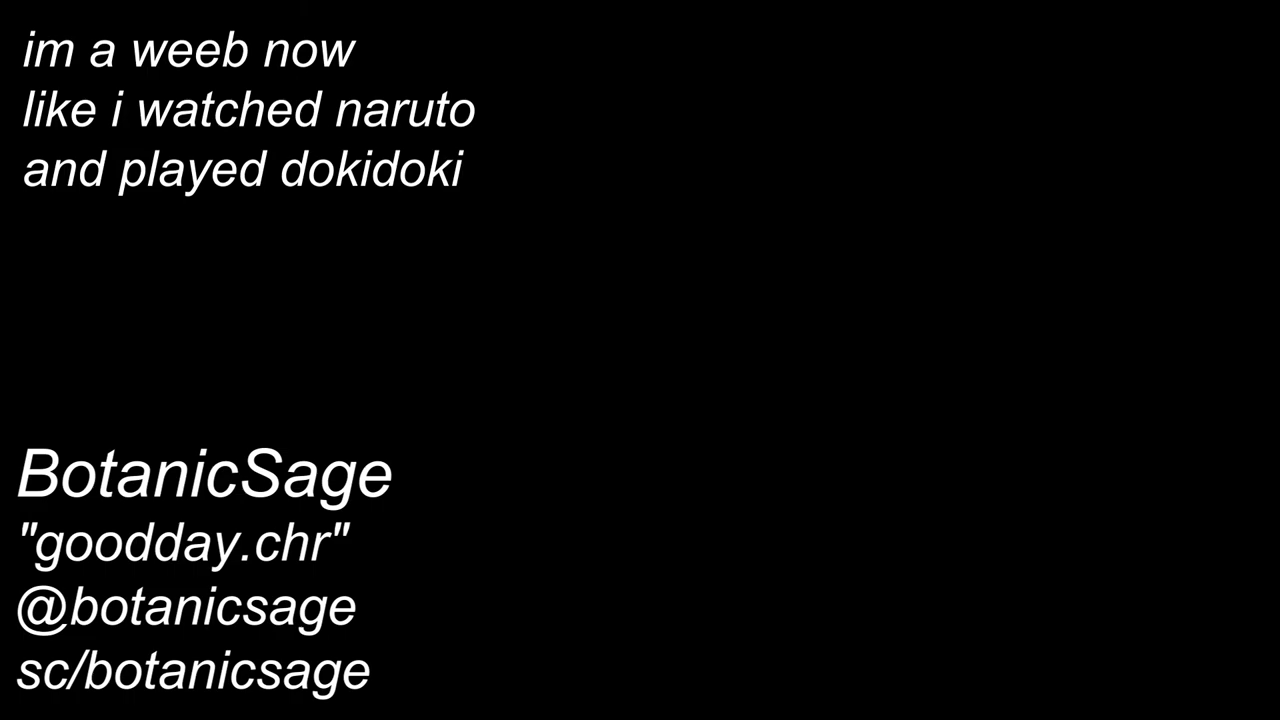 im a weeb now
like i watched naruto
and played dokidoki
BotanicSage
"goodday.chr"
@botanicsage
sc/botanicsage